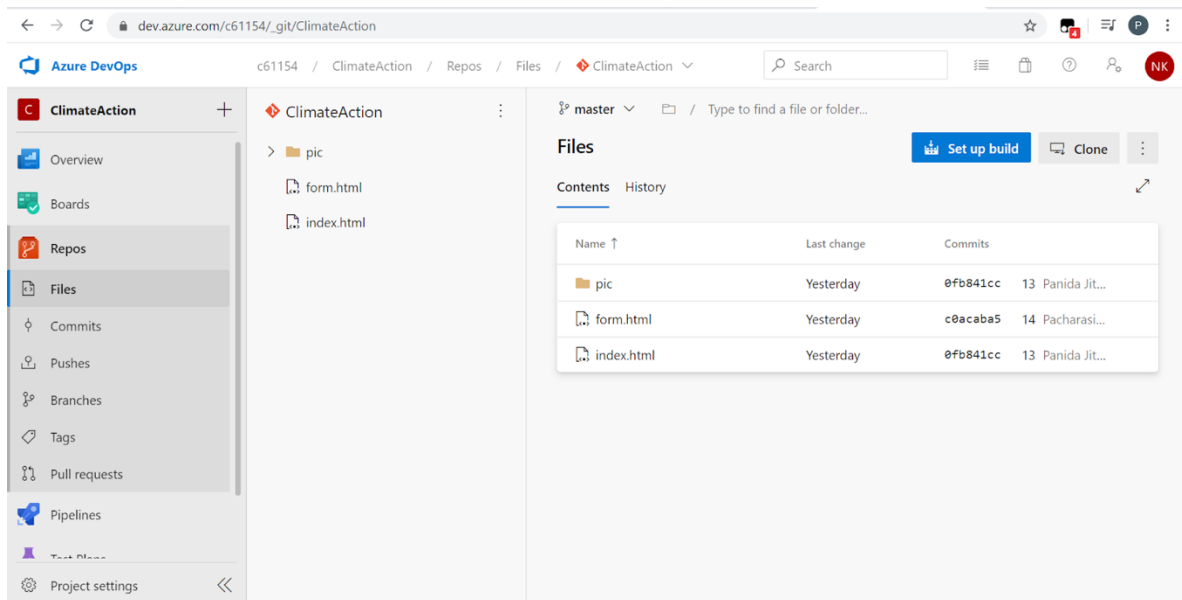 dev.azure.com/c61154/_git/ClimateAction
4
P
Azure DevOps
c61154 / ClimateAction / Repos / Files / ClimateAction
Search
NK
C ClimateAction
Overview
Boards
Repos
Files
Commits
Pushes
Branches
Tags
Pull requests
Pipelines
Test Plans
Project settings
ClimateAction
pic
form.html
index.html
master / Type to find a file or folder...
Files
Set up build
Clone
Contents History
Name ↑ Last change Commits
pic Yesterday 0fb841cc 13 Panida Jit...
form.html Yesterday c0acaba5 14 Pacharasi...
index.html Yesterday 0fb841cc 13 Panida Jit...